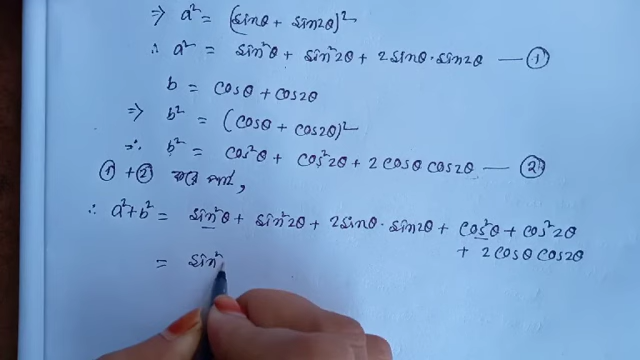 ⇒ a² = (sinθ + sin2θ)²
∴ a² = sin²θ + sin²2θ + 2sinθ·sin2θ — ①
b = cosθ + cos2θ
⇒ b² = (cosθ + cos2θ)²
∴ b² = cos²θ + cos²2θ + 2cosθ cos2θ — ②
① + ② করে পাই,
∴ a²+b² = sin²θ + sin²2θ + 2sinθ·sin2θ + cos²θ + cos²2θ
+ 2cosθ cos2θ
= sin²